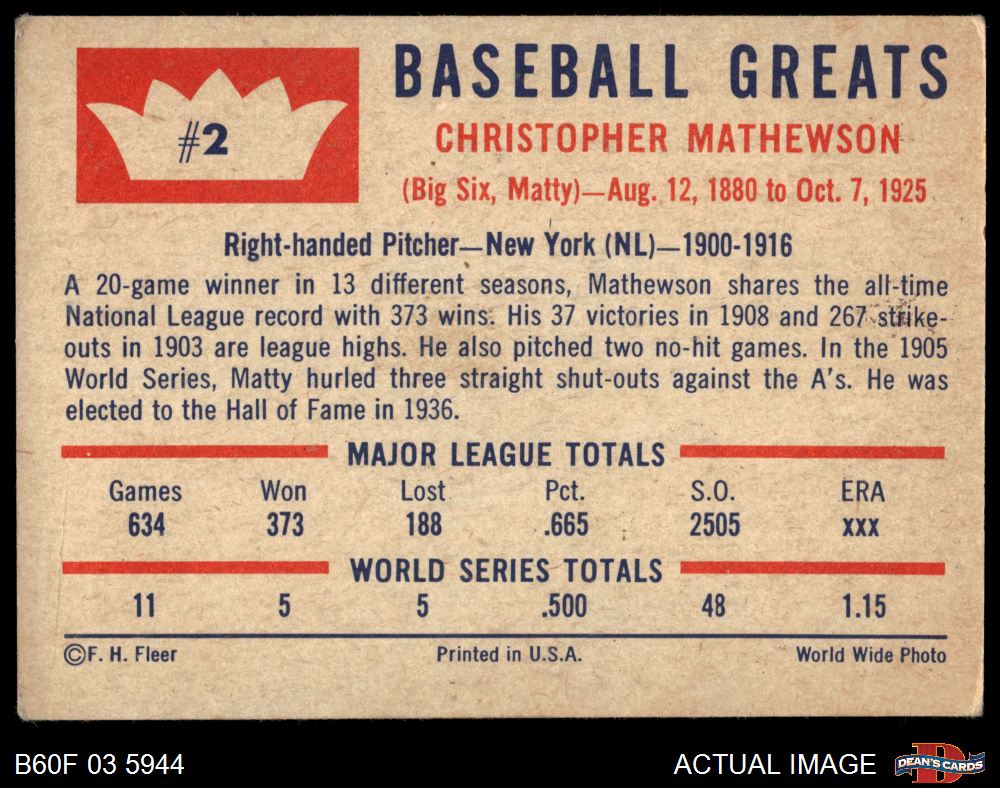 #2
BASEBALL GREATS
CHRISTOPHER MATHEWSON
(Big Six, Matty)—Aug. 12, 1880 to Oct. 7, 1925
Right-handed Pitcher—New York (NL)—1900-1916
A 20-game winner in 13 different seasons, Mathewson shares the all-time
National League record with 373 wins. His 37 victories in 1908 and 267 strike-
outs in 1903 are league highs. He also pitched two no-hit games. In the 1905
World Series, Matty hurled three straight shut-outs against the A's. He was
elected to the Hall of Fame in 1936.
MAJOR LEAGUE TOTALS
Games Won Lost Pct. S.O. ERA
634 373 188 .665 2505 xxx
WORLD SERIES TOTALS
11 5 5 .500 48 1.15
©F. H. Fleer Printed in U.S.A. World Wide Photo
B60F 03 5944 ACTUAL IMAGE D DEAN'S CARDS